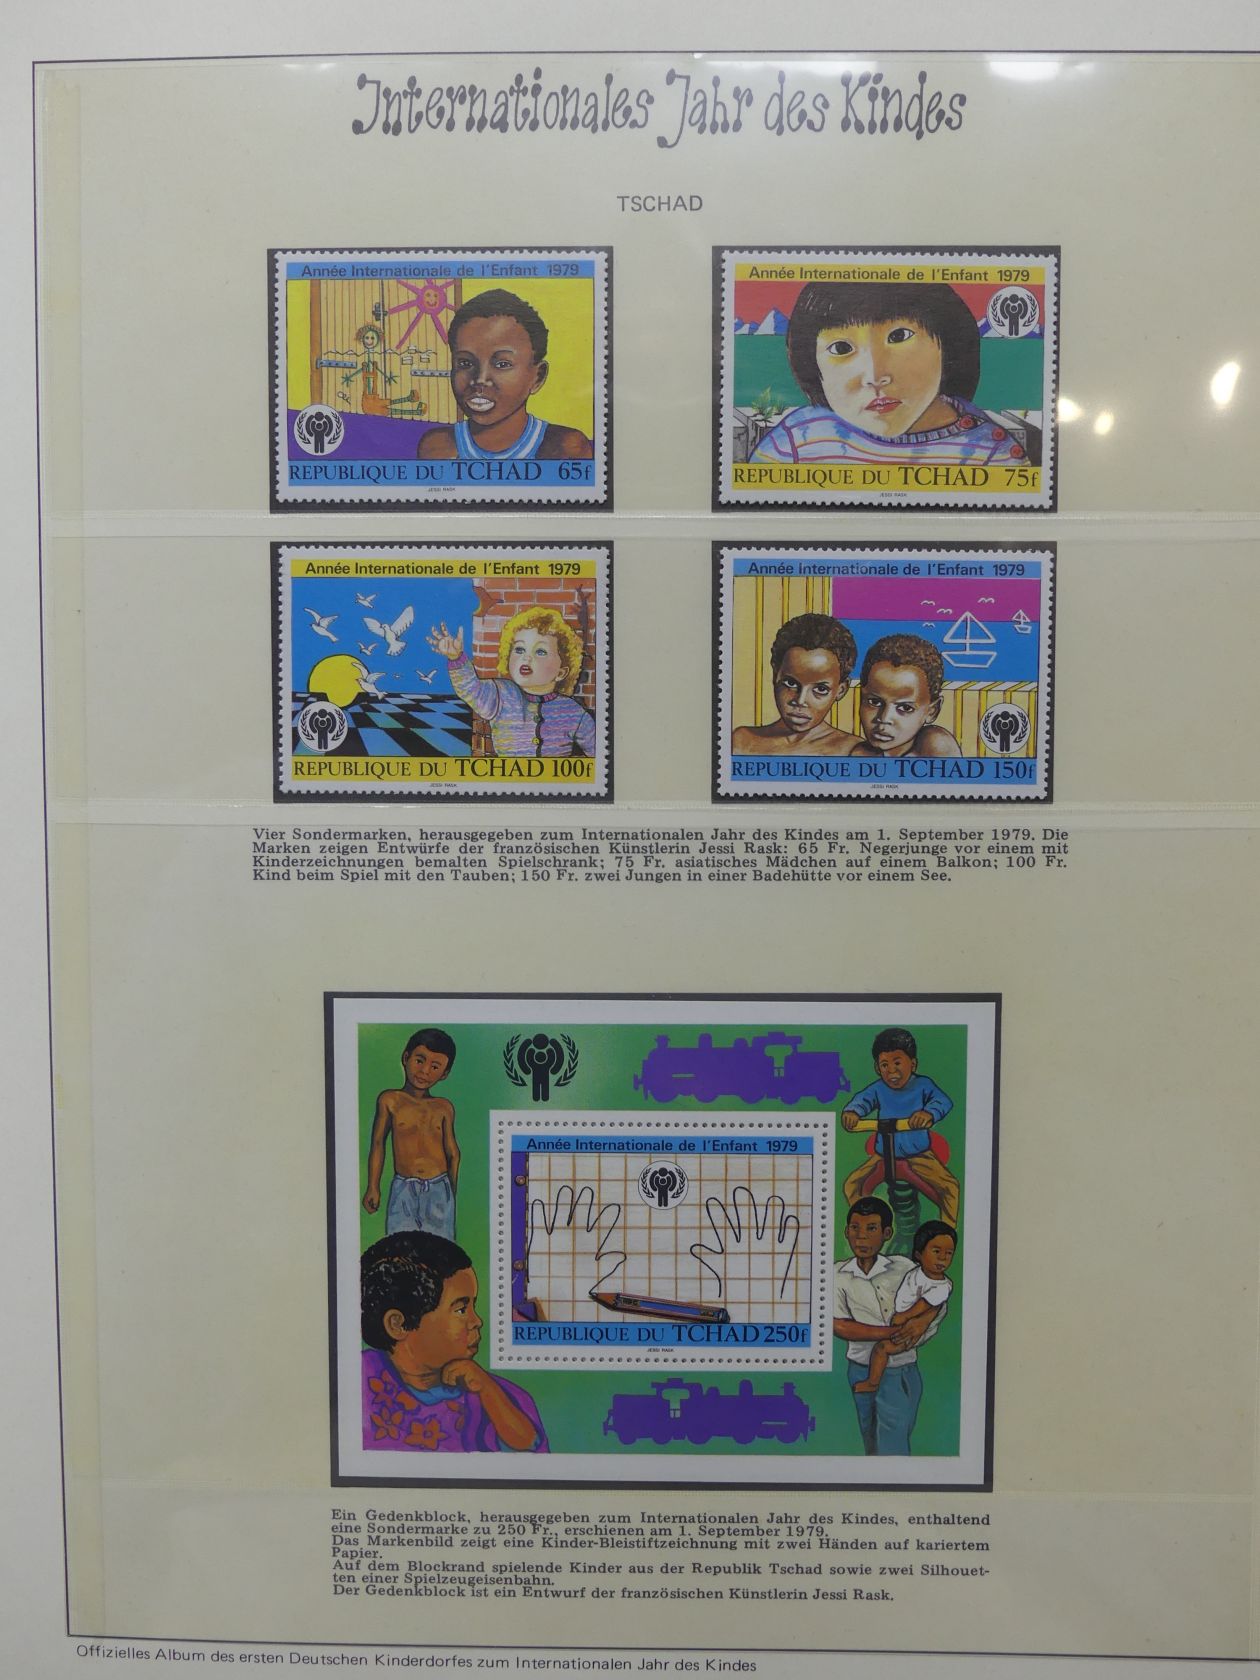 Internationales Jahr des Kindes
TSCHAD
Année Internationale de l'Enfant 1979
REPUBLIQUE DU TCHAD 65f
JESSI RASK
Année Internationale de l'Enfant 1979
REPUBLIQUE DU TCHAD 75f
JESSI RASK
Année Internationale de l'Enfant 1979
REPUBLIQUE DU TCHAD 100f
JESSI RASK
Année Internationale de l'Enfant 1979
REPUBLIQUE DU TCHAD 150f
JESSI RASK
Vier Sondermarken, herausgegeben zum Internationalen Jahr des Kindes am 1. September 1979. Die
Marken zeigen Entwürfe der französischen Künstlerin Jessi Rask: 65 Fr. Negerjunge vor einem mit
Kinderzeichnungen bemalten Spielschrank; 75 Fr. asiatisches Mädchen auf einem Balkon; 100 Fr.
Kind beim Spiel mit den Tauben; 150 Fr. zwei Jungen in einer Badehütte vor einem See.
Année Internationale de l'Enfant 1979
REPUBLIQUE DU TCHAD 250f
JESSI RASK
Ein Gedenkblock, herausgegeben zum Internationalen Jahr des Kindes, enthaltend
eine Sondermarke zu 250 Fr., erschienen am 1. September 1979.
Das Markenbild zeigt eine Kinder-Bleistiftzeichnung mit zwei Händen auf kariertem
Papier.
Auf dem Blockrand spielende Kinder aus der Republik Tschad sowie zwei Silhouet-
ten einer Spielzeugeisenbahn.
Der Gedenkblock ist ein Entwurf der französischen Künstlerin Jessi Rask.
Offizielles Album des ersten Deutschen Kinderdorfes zum Internationalen Jahr des Kindes